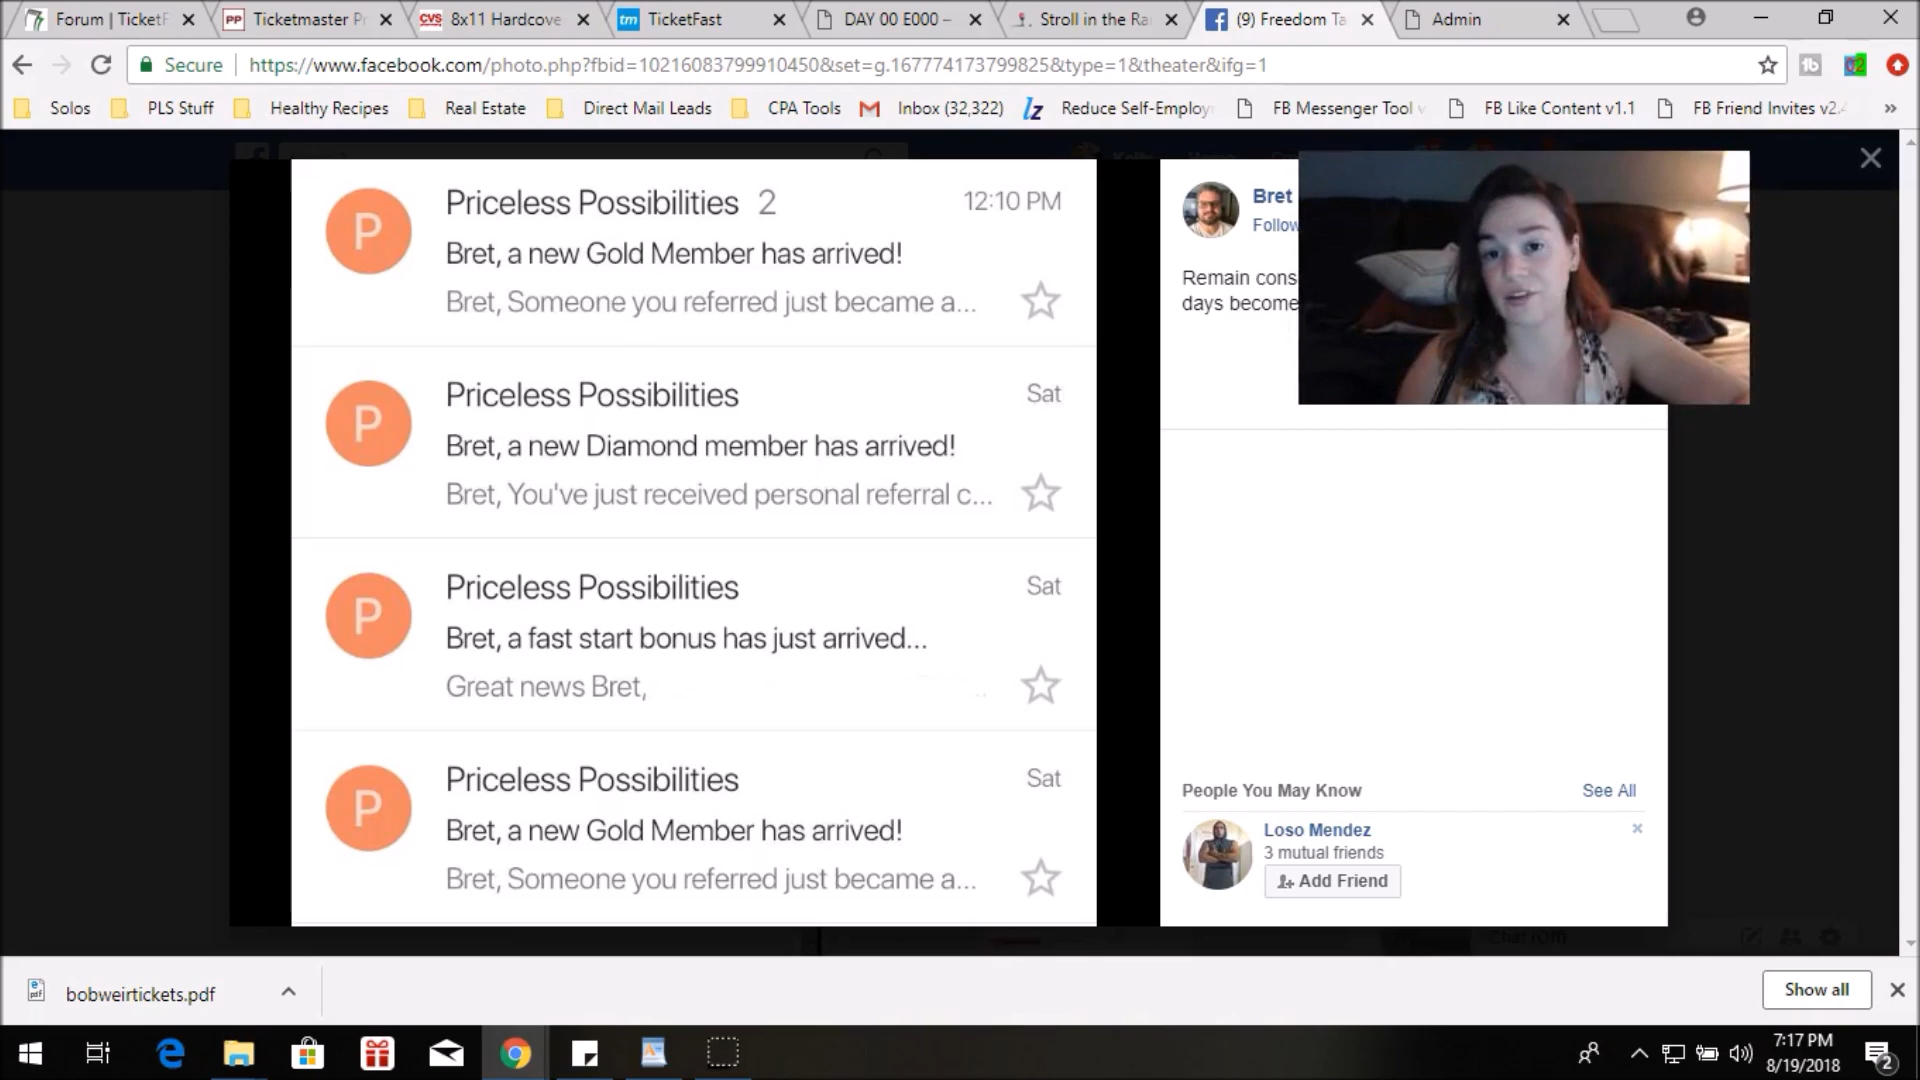 Forum | TicketF
Ticketmaster Pr
8x11 Hardcove
TicketFast
DAY 00 E000 –
Stroll in the Ra
(9) Freedom Ta
Admin
Secure
https://www.facebook.com/photo.php?fbid=10216083799910450&set=g.167774173799825&type=1&theater&ifg=1
Solos
PLS Stuff
Healthy Recipes
Real Estate
Direct Mail Leads
CPA Tools
Inbox (32,322)
Reduce Self-Employ
FB Messenger Tool v
FB Like Content v1.1
FB Friend Invites v2.4
Priceless Possibilities 2
12:10 PM
Bret, a new Gold Member has arrived!
Bret, Someone you referred just became a...
Priceless Possibilities
Sat
Bret, a new Diamond member has arrived!
Bret, You've just received personal referral c...
Priceless Possibilities
Sat
Bret, a fast start bonus has just arrived...
Great news Bret,
Priceless Possibilities
Sat
Bret, a new Gold Member has arrived!
Bret, Someone you referred just became a...
P
P
P
P
Bret
Follow
Remain cons
days become
People You May Know
See All
Loso Mendez
3 mutual friends
Add Friend
bobweirtickets.pdf
Show all
7:17 PM
8/19/2018
2